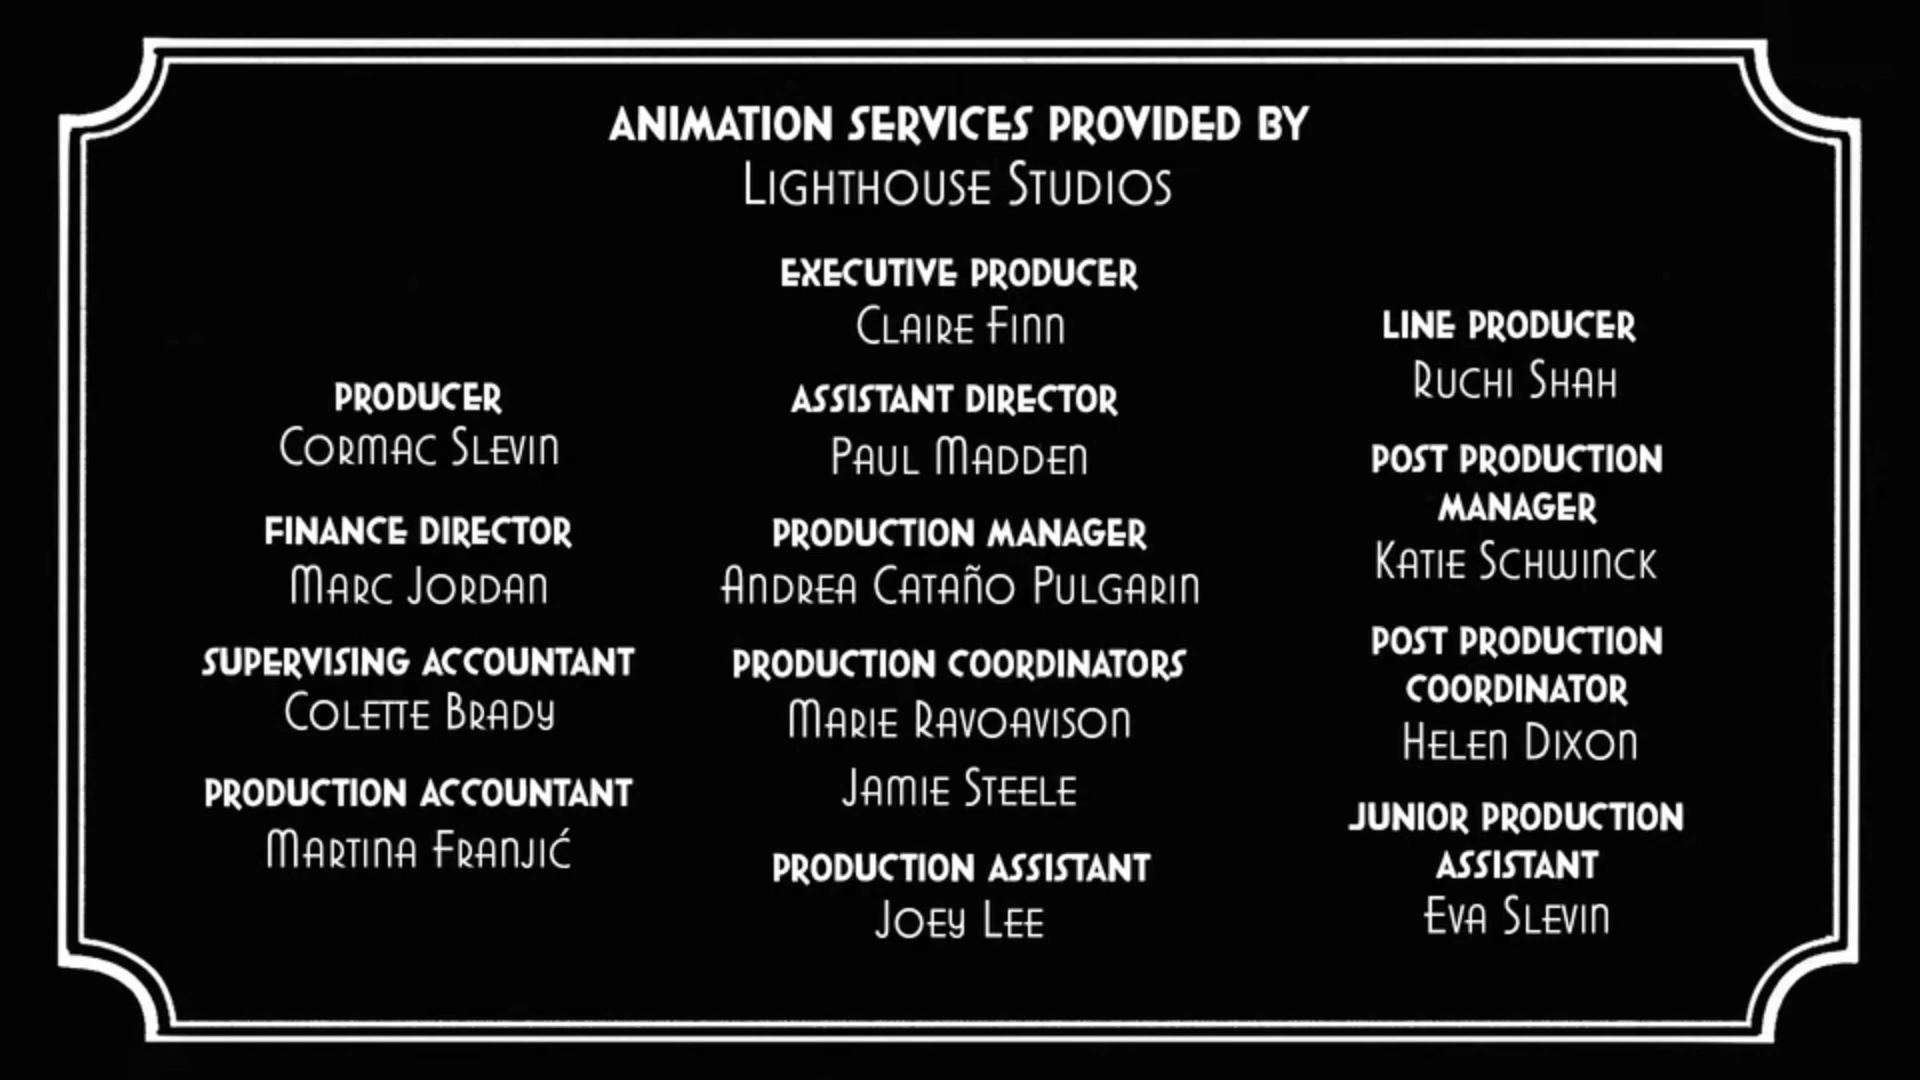 ANIMATION SERVICES PROVIDED BY
LIGHTHOUSE STUDIOS
PRODUCER
CORMAC SLEVIN
FINANCE DIRECTOR
MARC JORDAN
SUPERVISING ACCOUNTANT
COLETTE BRADY
PRODUCTION ACCOUNTANT
MARTINA FRANJIĆ
EXECUTIVE PRODUCER
CLAIRE FINN
ASSISTANT DIRECTOR
PAUL MADDEN
PRODUCTION MANAGER
ANDREA CATAÑO PULGARIN
PRODUCTION COORDINATORS
MARIE RAVOAVISON
JAMIE STEELE
PRODUCTION ASSISTANT
JOEY LEE
LINE PRODUCER
RUCHI SHAH
POST PRODUCTION
MANAGER
KATIE SCHWINCK
POST PRODUCTION
COORDINATOR
HELEN DIXON
JUNIOR PRODUCTION
ASSISTANT
EVA SLEVIN